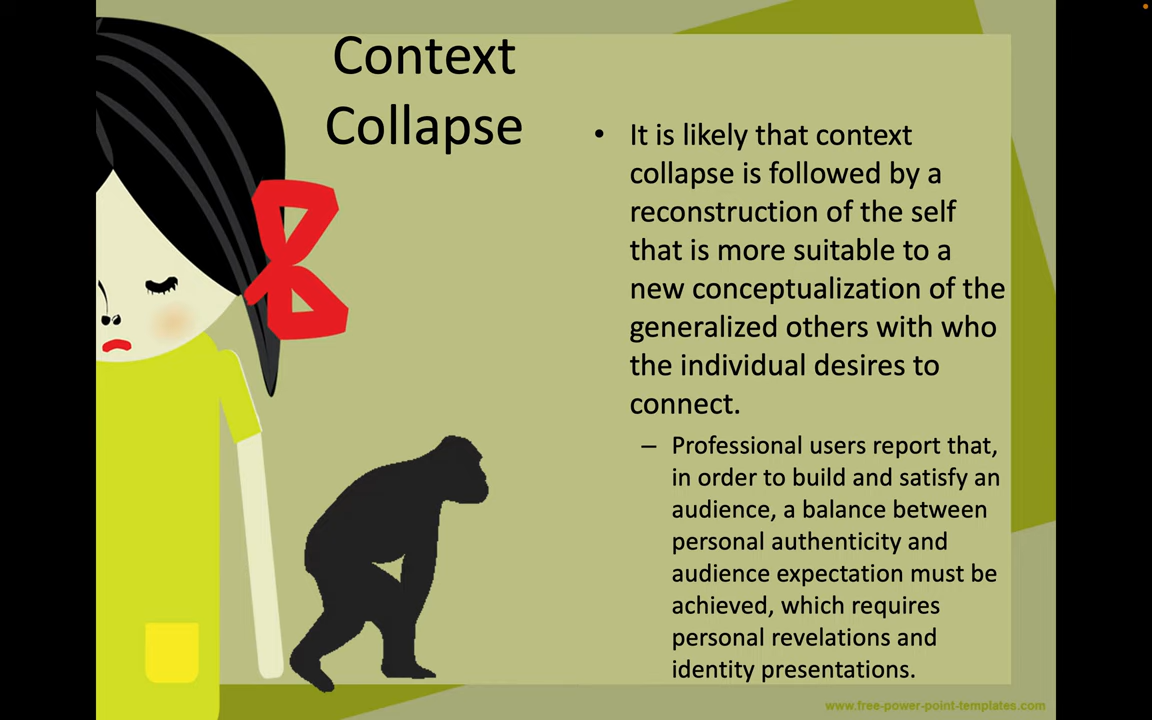 Context
Collapse
• It is likely that context
collapse is followed by a
reconstruction of the self
that is more suitable to a
new conceptualization of the
generalized others with who
the individual desires to
connect.
– Professional users report that,
in order to build and satisfy an
audience, a balance between
personal authenticity and
audience expectation must be
achieved, which requires
personal revelations and
identity presentations.
www.free-power-point-templates.com